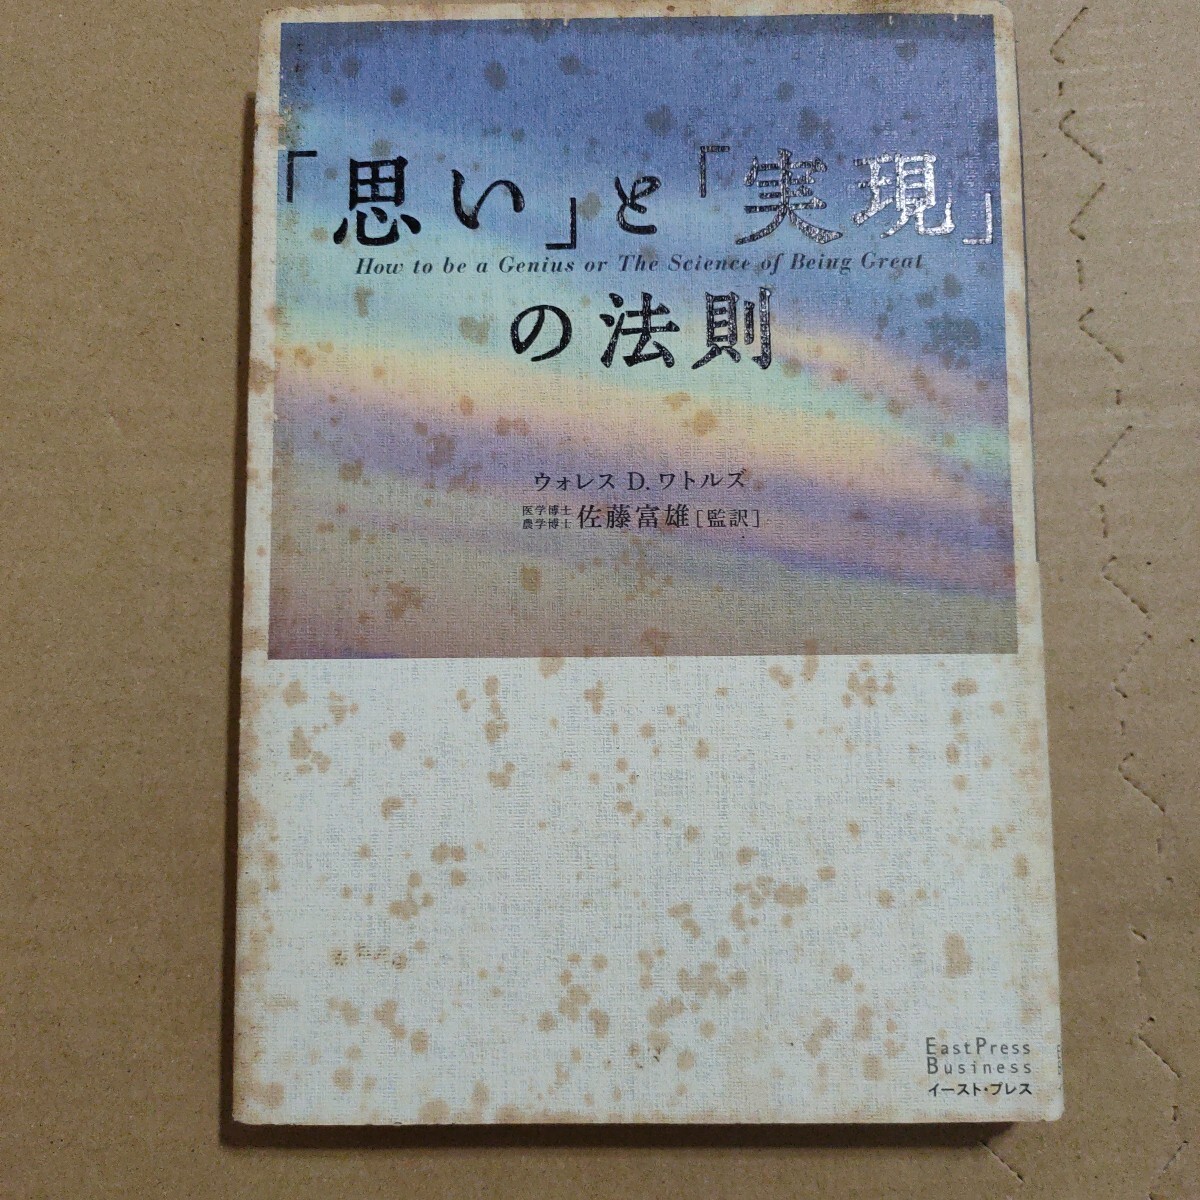 「思い」と「実現」
How to be a Genius or The Science of Being Great
の法則
ウォレス D. ワトルズ
医学博士
農学博士 佐藤富雄 [監訳]
EastPress
Business
イースト・プレス